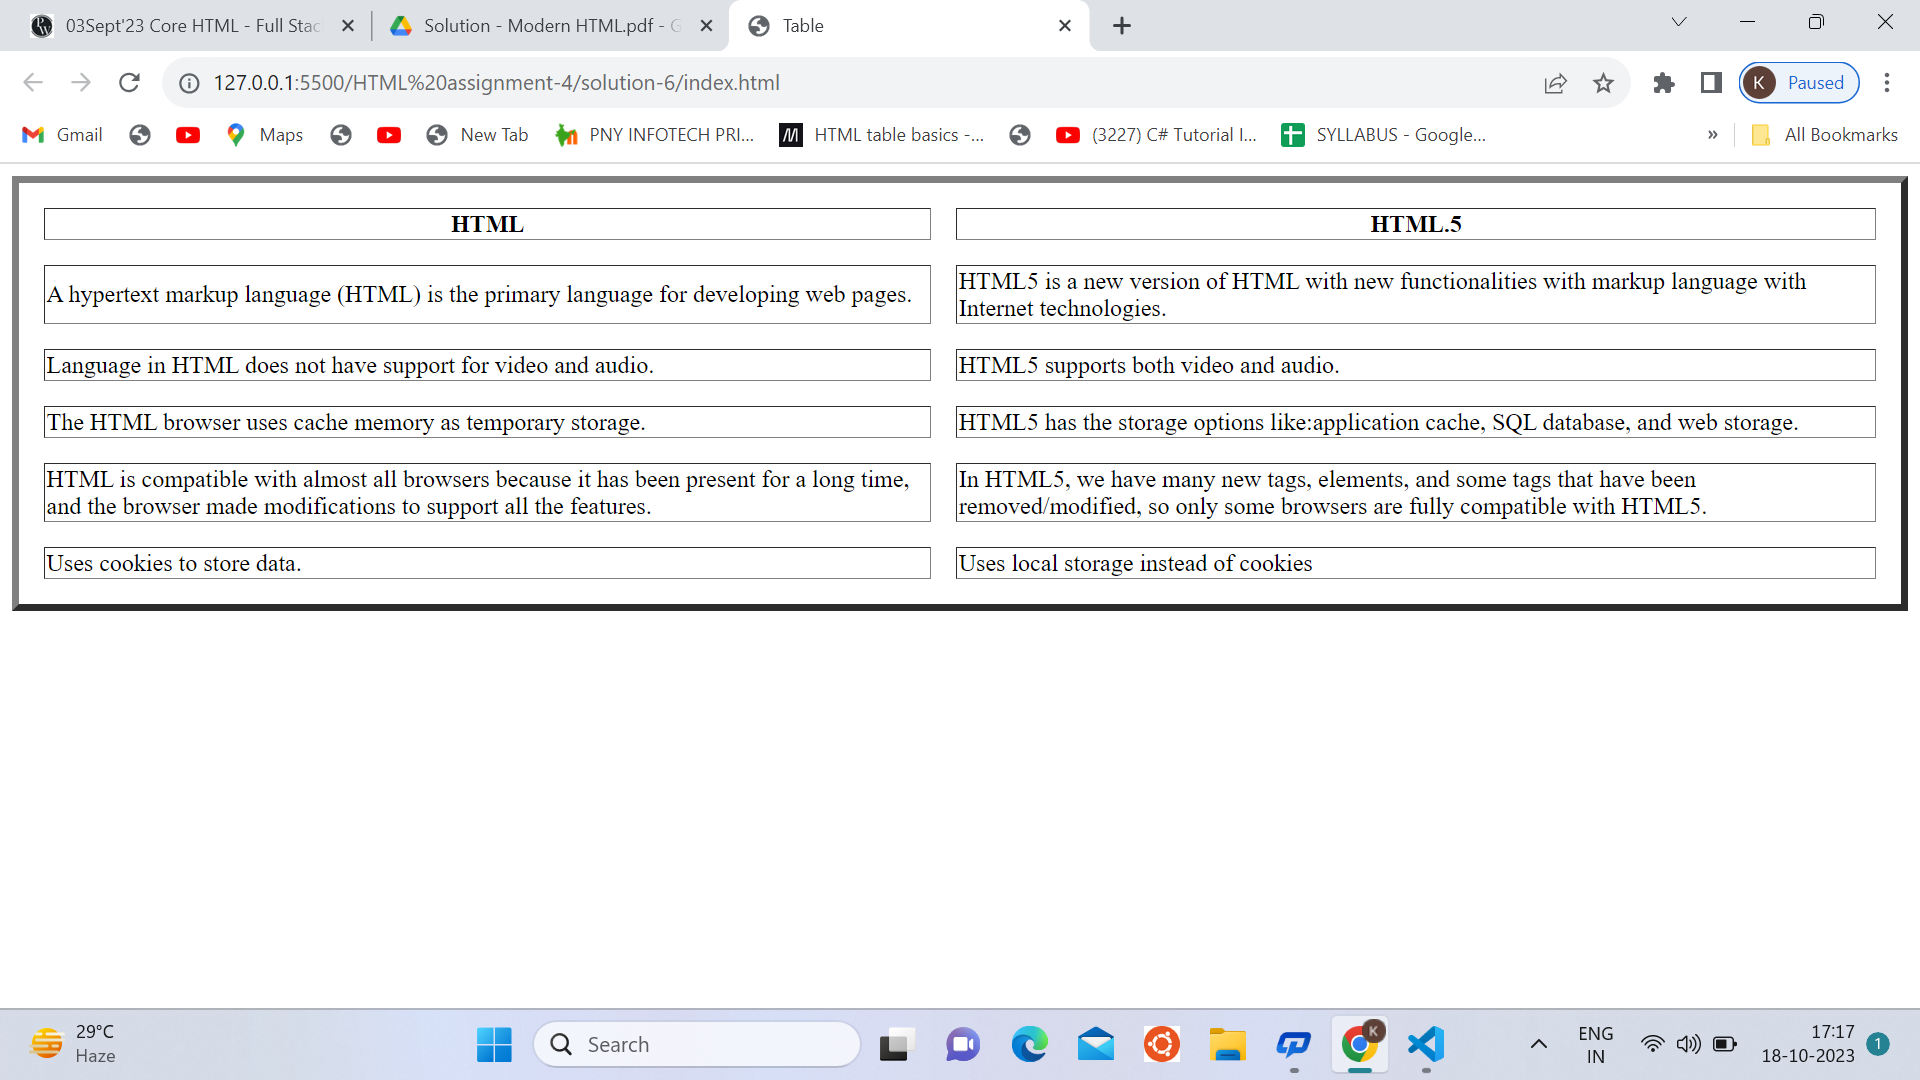 03Sept'23 Core HTML - Full Stac
Solution - Modern HTML.pdf - G
Table
127.0.0.1:5500/HTML%20assignment-4/solution-6/index.html
K
Paused
Gmail
Maps
New Tab
PNY INFOTECH PRI...
HTML table basics -...
(3227) C# Tutorial I...
SYLLABUS - Google...
»
All Bookmarks
HTML
HTML.5
A hypertext markup language (HTML) is the primary language for developing web pages.
HTML5 is a new version of HTML with new functionalities with markup language with
Internet technologies.
Language in HTML does not have support for video and audio.
HTML5 supports both video and audio.
The HTML browser uses cache memory as temporary storage.
HTML5 has the storage options like:application cache, SQL database, and web storage.
HTML is compatible with almost all browsers because it has been present for a long time,
and the browser made modifications to support all the features.
In HTML5, we have many new tags, elements, and some tags that have been
removed/modified, so only some browsers are fully compatible with HTML5.
Uses cookies to store data.
Uses local storage instead of cookies
29°C
Haze
Search
K
ENG
IN
17:17
18-10-2023
1